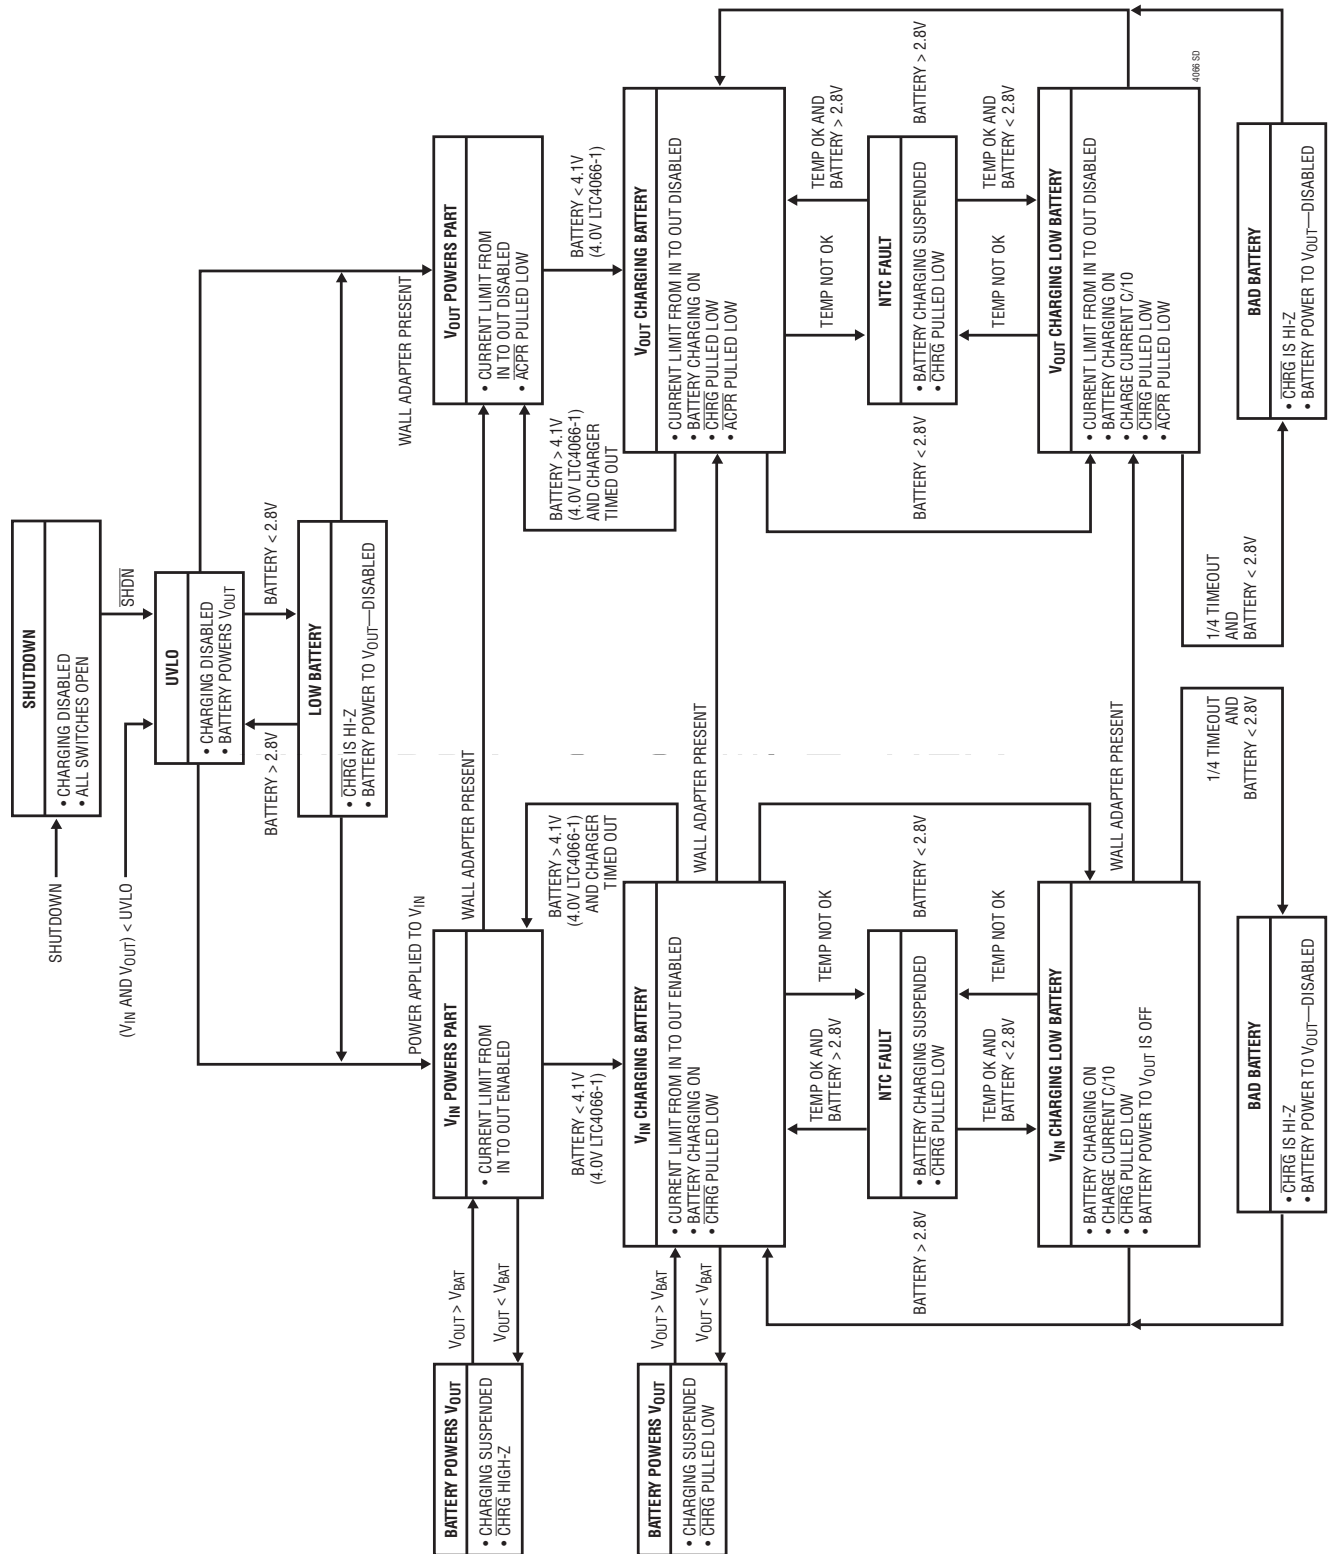 SHUTDOWN
(VIN AND VOUT) < UVLO
SHUTDOWN
• CHARGING DISABLED
• ALL SWITCHES OPEN
SHDN
UVLO
• CHARGING DISABLED
• BATTERY POWERS VOUT
BATTERY > 2.8V
BATTERY < 2.8V
LOW BATTERY
• CHRG IS HI-Z
• BATTERY POWER TO VOUT—DISABLED
POWER APPLIED TO VIN
WALL ADAPTER PRESENT
BATTERY POWERS VOUT
• CHARGING SUSPENDED
• CHRG HIGH-Z
VOUT > VBAT
VOUT < VBAT
VIN POWERS PART
• CURRENT LIMIT FROM
IN TO OUT ENABLED
WALL ADAPTER PRESENT
VOUT POWERS PART
• CURRENT LIMIT FROM
IN TO OUT DISABLED
• ACPR PULLED LOW
BATTERY < 4.1V
(4.0V LTC4066-1)
BATTERY > 4.1V
(4.0V LTC4066-1)
AND CHARGER
TIMED OUT
BATTERY > 4.1V
(4.0V LTC4066-1)
AND CHARGER
TIMED OUT
BATTERY < 4.1V
(4.0V LTC4066-1)
BATTERY POWERS VOUT
• CHARGING SUSPENDED
• CHRG PULLED LOW
VOUT > VBAT
VOUT < VBAT
VIN CHARGING BATTERY
• CURRENT LIMIT FROM IN TO OUT ENABLED
• BATTERY CHARGING ON
• CHRG PULLED LOW
WALL ADAPTER PRESENT
VOUT CHARGING BATTERY
• CURRENT LIMIT FROM IN TO OUT DISABLED
• BATTERY CHARGING ON
• CHRG PULLED LOW
• ACPR PULLED LOW
TEMP OK AND
BATTERY > 2.8V
TEMP NOT OK
TEMP NOT OK
TEMP OK AND
BATTERY > 2.8V
BATTERY > 2.8V
NTC FAULT
• BATTERY CHARGING SUSPENDED
• CHRG PULLED LOW
BATTERY < 2.8V
BATTERY < 2.8V
NTC FAULT
• BATTERY CHARGING SUSPENDED
• CHRG PULLED LOW
BATTERY > 2.8V
TEMP OK AND
BATTERY < 2.8V
TEMP NOT OK
TEMP NOT OK
TEMP OK AND
BATTERY < 2.8V
VIN CHARGING LOW BATTERY
• BATTERY CHARGING ON
• CHARGE CURRENT C/10
• CHRG PULLED LOW
• BATTERY POWER TO VOUT IS OFF
WALL ADAPTER PRESENT
VOUT CHARGING LOW BATTERY
• CURRENT LIMIT FROM IN TO OUT DISABLED
• BATTERY CHARGING ON
• CHARGE CURRENT C/10
• CHRG PULLED LOW
• ACPR PULLED LOW
4066 SD
1/4 TIMEOUT
AND
BATTERY < 2.8V
1/4 TIMEOUT
AND
BATTERY < 2.8V
BAD BATTERY
• CHRG IS HI-Z
• BATTERY POWER TO VOUT—DISABLED
BAD BATTERY
• CHRG IS HI-Z
• BATTERY POWER TO VOUT—DISABLED